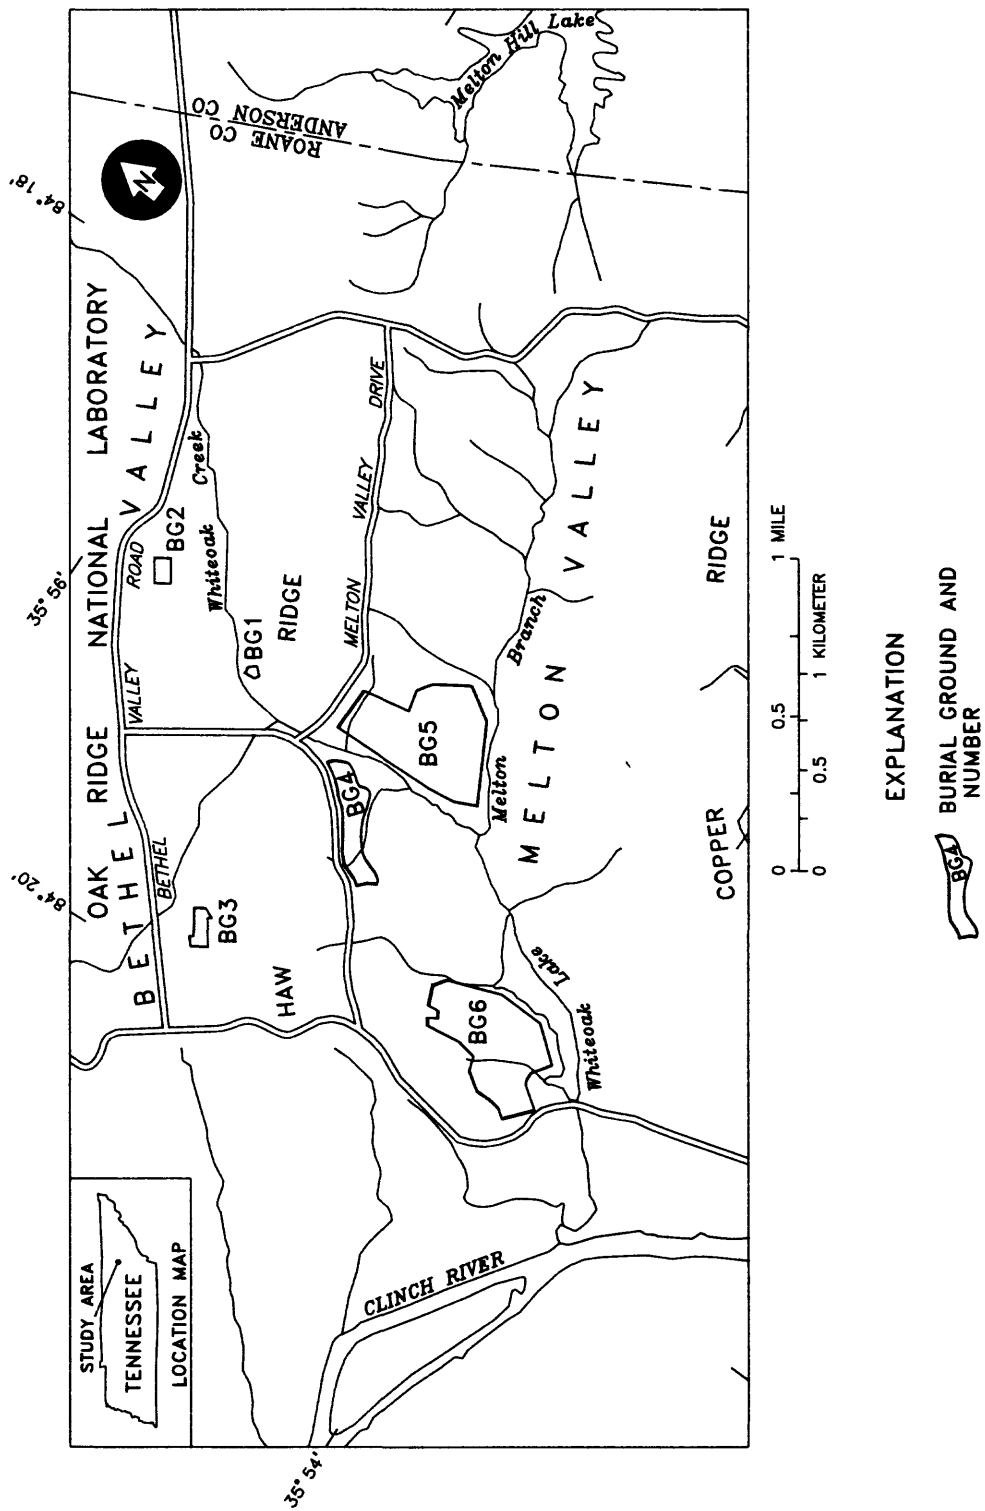 STUDY AREA
TENNESSEE
LOCATION MAP
OAK RIDGE NATIONAL LABORATORY
BETHEL VALLEY
BETHEL VALLEY ROAD
84° 20'
35° 56'
84° 18'
35° 54'
N
ROANE CO
ANDERSON CO
BG3
BG2
BG1
Whiteoak Creek
HAW RIDGE
MELTON VALLEY DRIVE
BG4
BG5
BG6
Melton Branch
MELTON VALLEY
Whiteoak Lake
Melton Hill Lake
CLINCH RIVER
COPPER RIDGE
0 0.5 1 MILE
0 0.5 1 KILOMETER
EXPLANATION
BG4
BURIAL GROUND AND
NUMBER